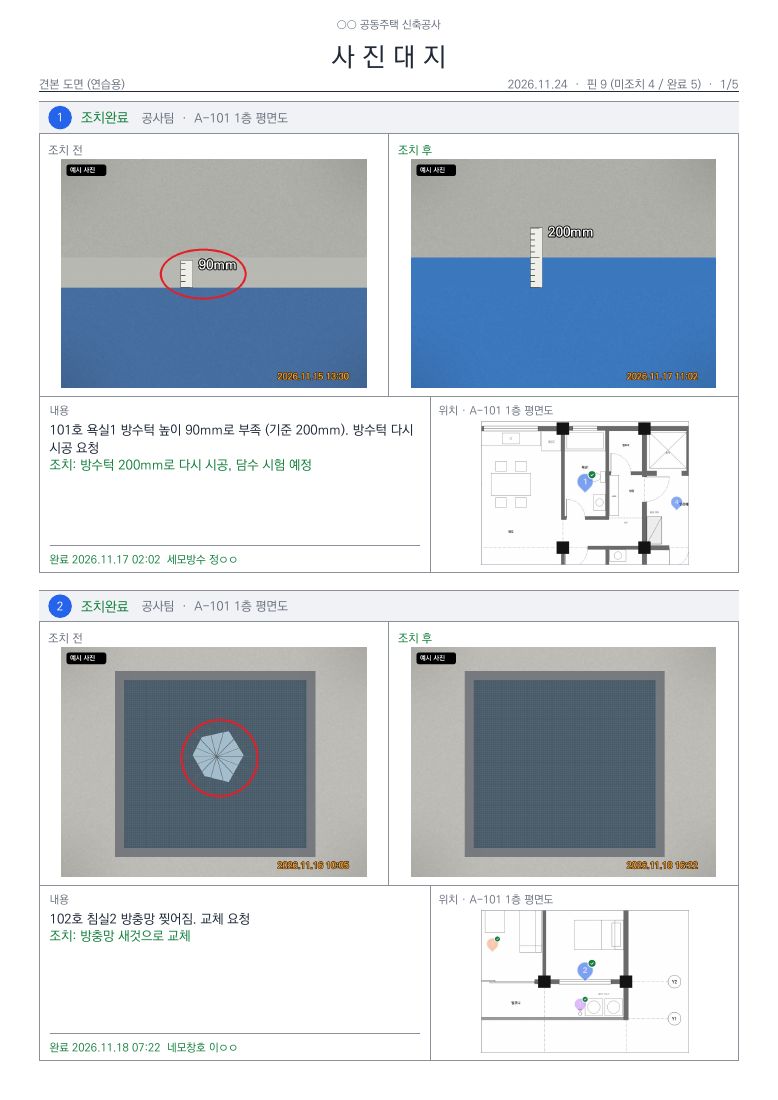 ○○ 공동주택 신축공사
사 진 대 지
견본 도면 (연습용)
2026.11.24 · 핀 9 (미조치 4 / 완료 5) · 1/5
1 조치완료 공사팀 · A-101 1층 평면도
조치 전
조치 후
예시 사진
예시 사진
90mm
200mm
2026.11.15 13:30
2026.11.17 11:02
내용
위치 · A-101 1층 평면도
101호 욕실1 방수턱 높이 90mm로 부족 (기준 200mm). 방수턱 다시
시공 요청
조치: 방수턱 200mm로 다시 시공, 담수 시험 예정
1
완료 2026.11.17 02:02 세모방수 정○○
2 조치완료 공사팀 · A-101 1층 평면도
조치 전
조치 후
예시 사진
예시 사진
2026.11.16 10:05
2026.11.18 16:22
내용
위치 · A-101 1층 평면도
102호 침실2 방충망 찢어짐. 교체 요청
조치: 방충망 새것으로 교체
2
Y2
Y1
완료 2026.11.18 07:22 네모창호 이○○